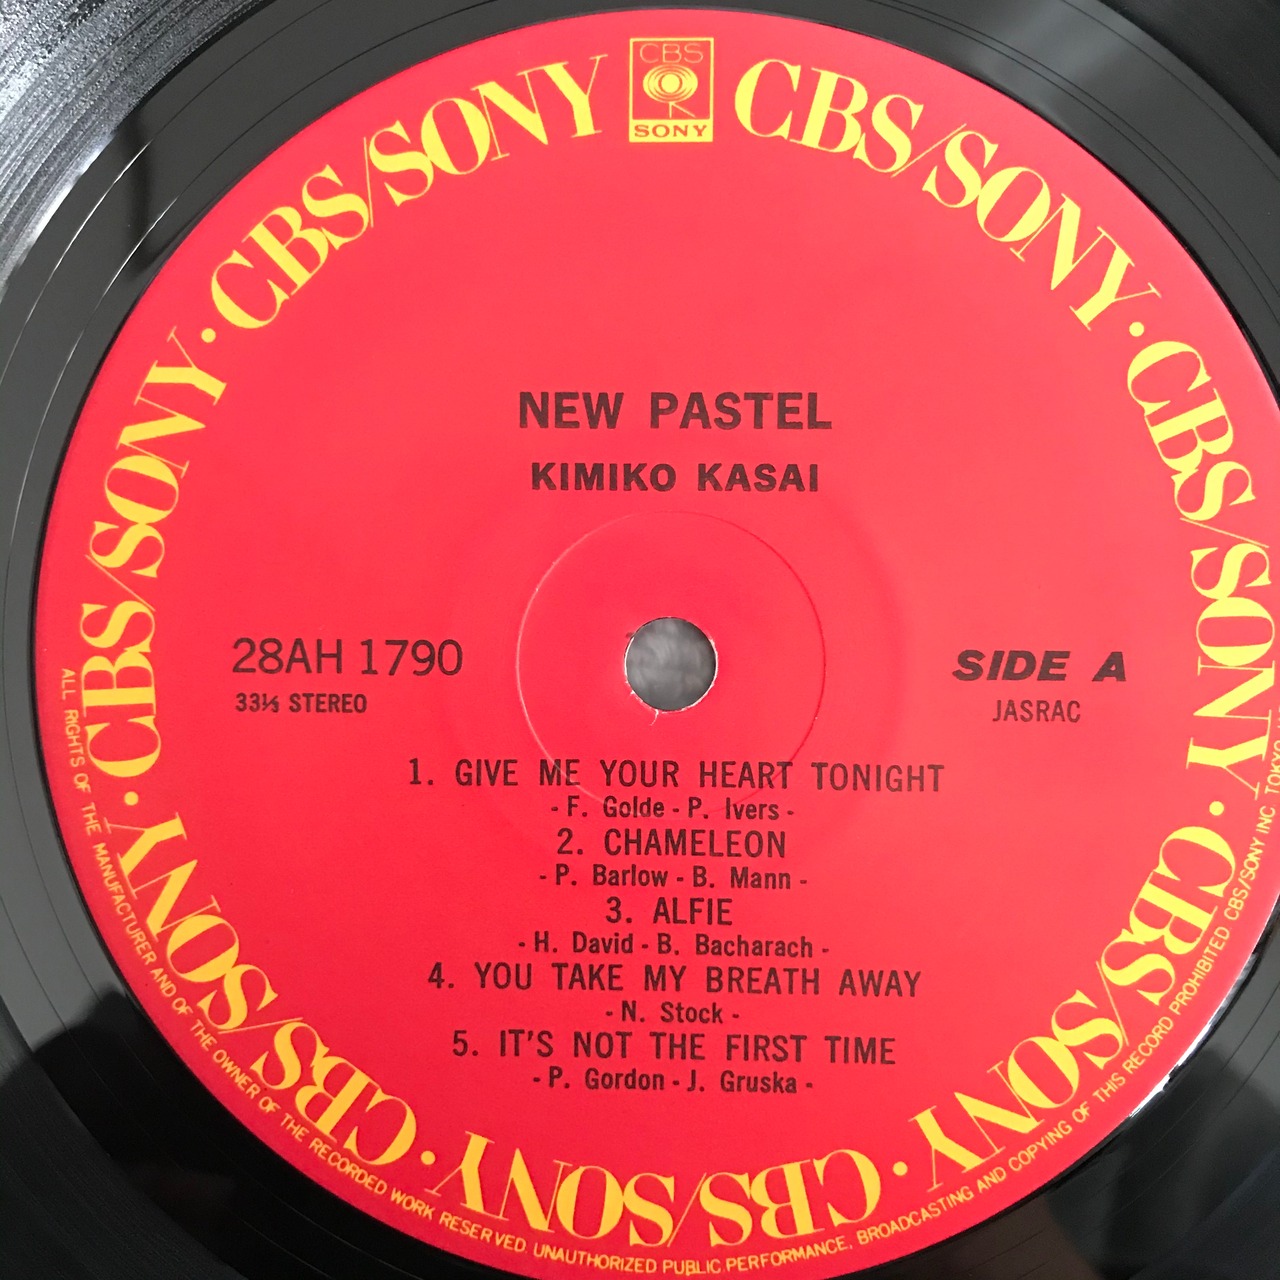 CBS
SONY
CBS/SONY · CBS/SONY · CBS/SONY · CBS/SONY · CBS/SONY · CBS/SONY · CBS/SONY
NEW PASTEL
KIMIKO KASAI
28AH 1790
33⅓ STEREO
SIDE A
JASRAC
1. GIVE ME YOUR HEART TONIGHT
- F. Golde - P. Ivers -
2. CHAMELEON
- P. Barlow - B. Mann -
3. ALFIE
- H. David - B. Bacharach -
4. YOU TAKE MY BREATH AWAY
- N. Stock -
5. IT'S NOT THE FIRST TIME
- P. Gordon - J. Gruska -
ALL RIGHTS OF THE MANUFACTURER AND OF THE OWNER OF THE RECORDED WORK RESERVED. UNAUTHORIZED PUBLIC PERFORMANCE, BROADCASTING AND COPYING OF THIS RECORD PROHIBITED CBS/SONY INC. TOKYO